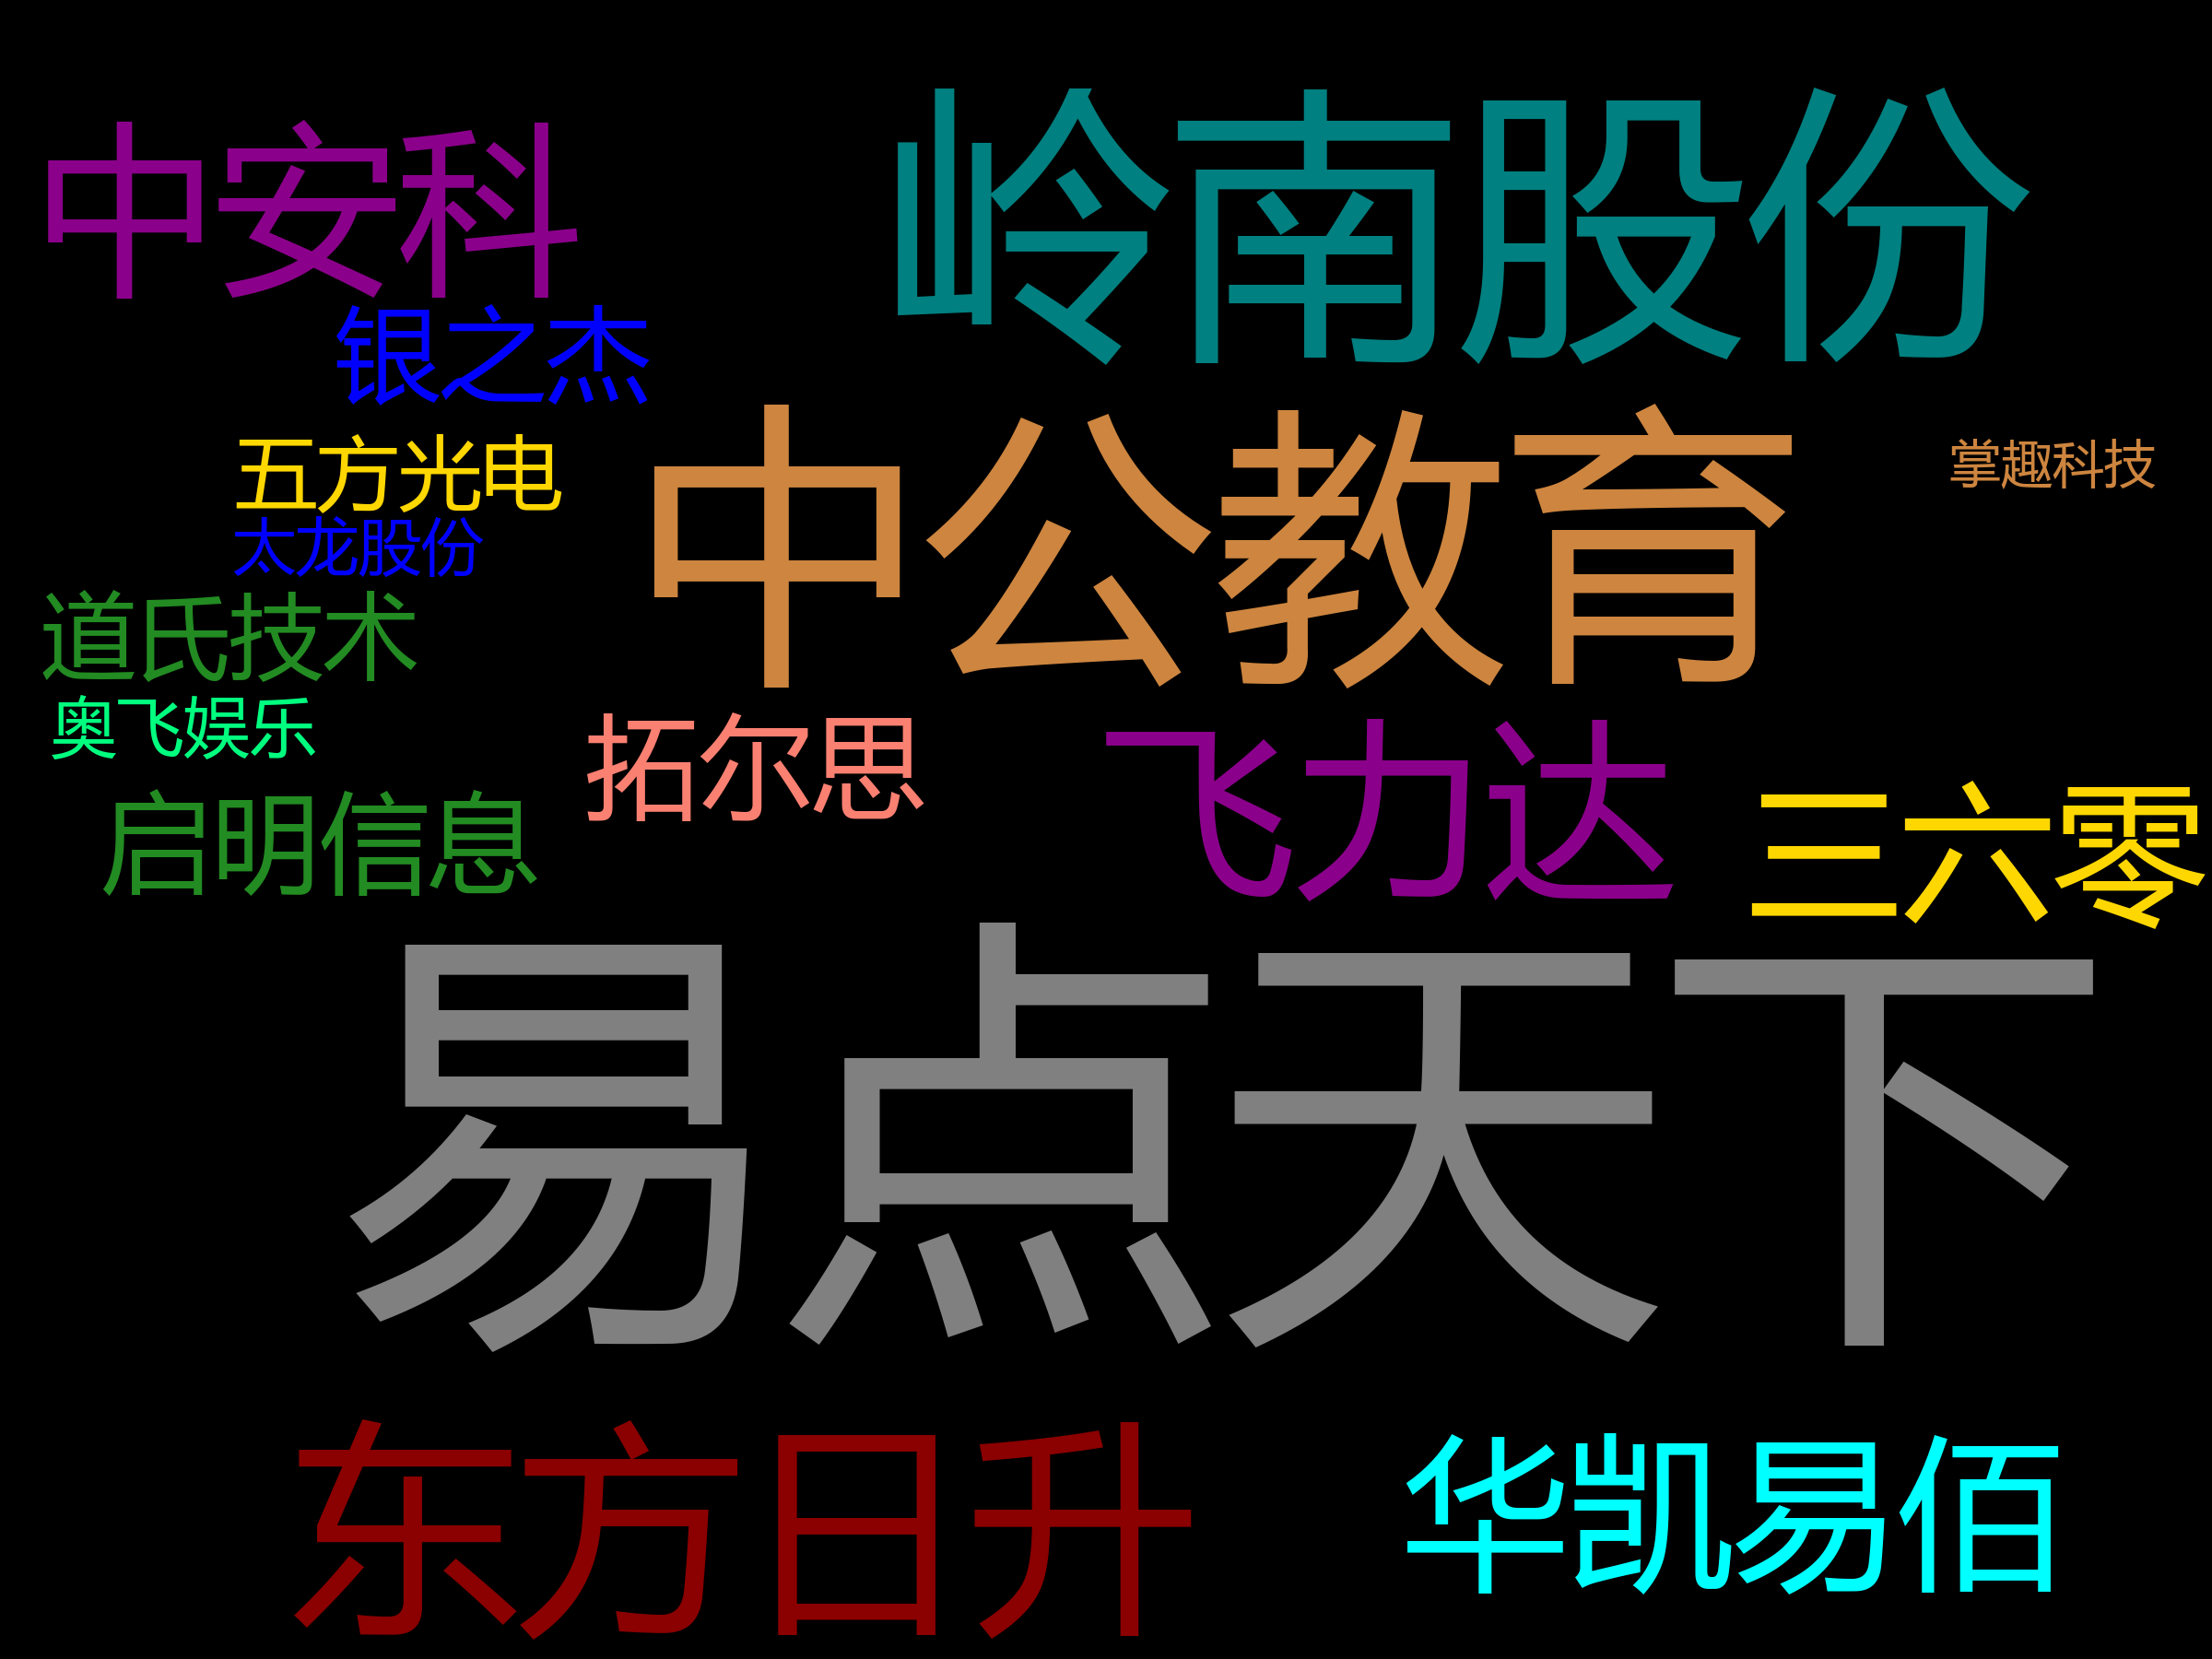 中安科
岭南股份
银之杰
中公教育
五方光电
掌趣科技
天龙股份
道氏技术
奥飞娱乐
拓尔思
飞力达
三六零
启明信息
易点天下
东方日升
华凯易佰